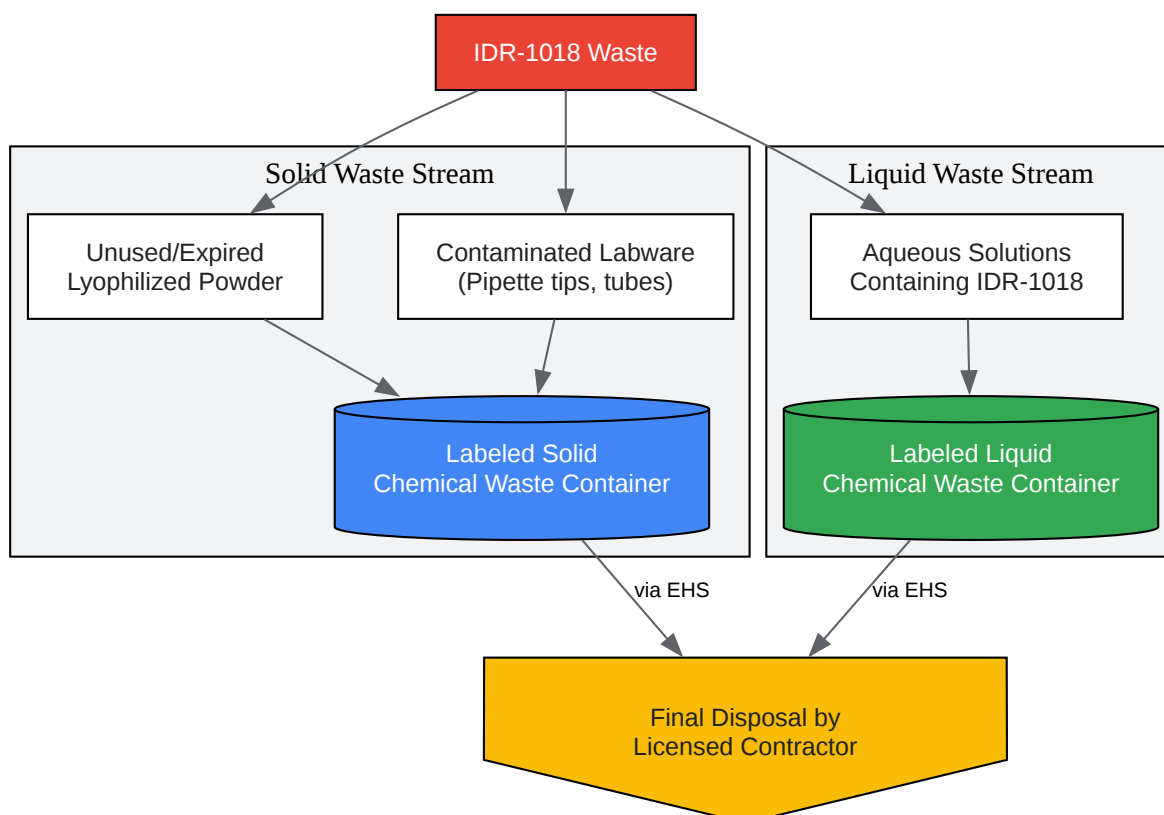 IDR-1018 Waste
Solid Waste Stream
Liquid Waste Stream
Unused/Expired
Lyophilized Powder
Contaminated Labware
(Pipette tips, tubes)
Aqueous Solutions
Containing IDR-1018
Labeled Solid
Chemical Waste Container
Labeled Liquid
Chemical Waste Container
via EHS
via EHS
Final Disposal by
Licensed Contractor